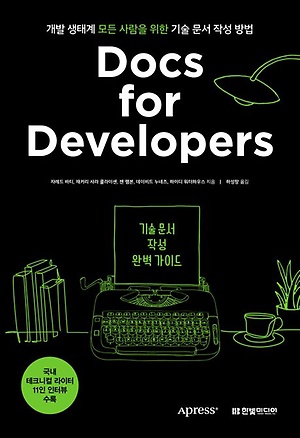 개발 생태계 모든 사람을 위한 기술 문서 작성 방법
Docs
for
Developers
자레드 바티, 재커리 사라 콜라이센, 젠 램본, 데이비드 누네즈, 하이디 워터하우스 지음 | 하성창 옮김
기술 문서
작성
완벽 가이드
국내
테크니컬 라이터
11인 인터뷰
수록
Apress®
한빛미디어